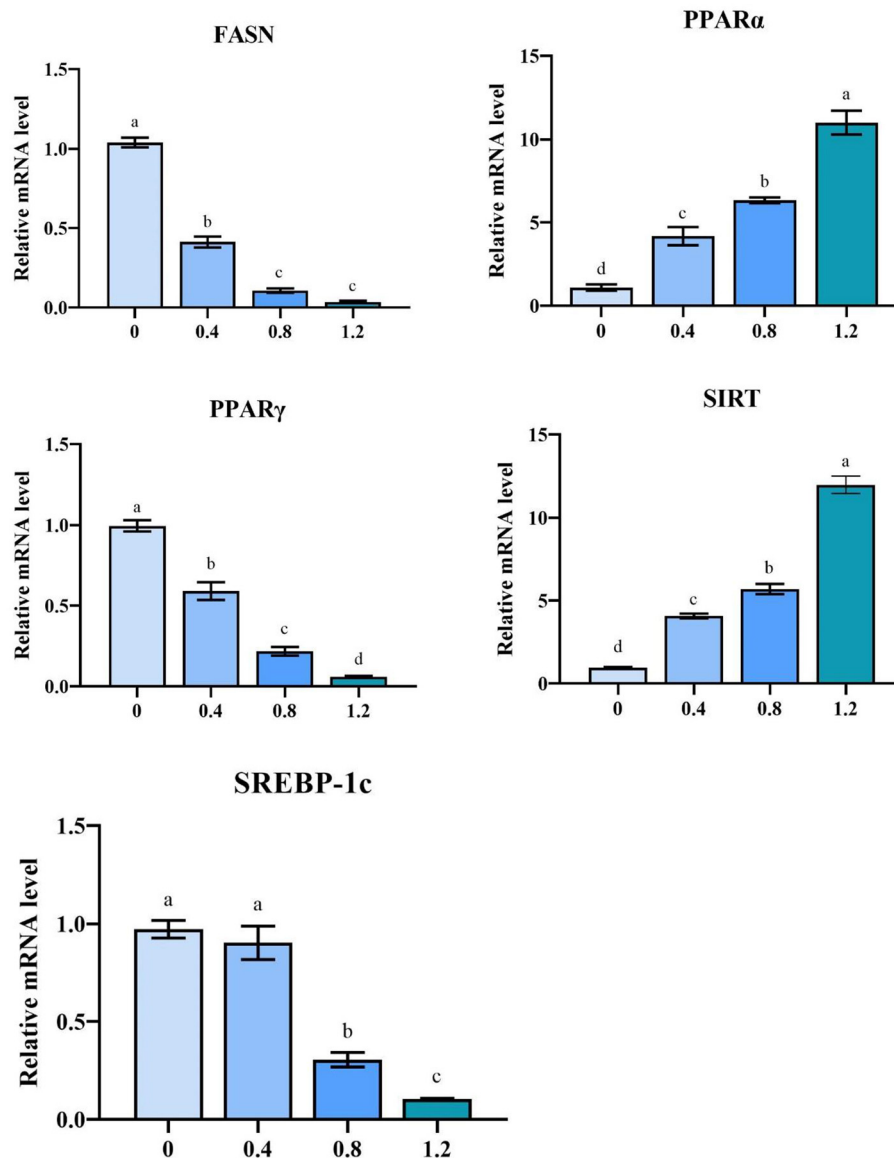 FASN
Relative mRNA level
1.5
1.0
0.5
0.0
a
b
c
c
0 0.4 0.8 1.2
PPARα
Relative mRNA level
15
10
5
0
d
c
b
a
0 0.4 0.8 1.2
PPARγ
Relative mRNA level
1.5
1.0
0.5
0.0
a
b
c
d
0 0.4 0.8 1.2
SIRT
Relative mRNA level
15
10
5
0
d
c
b
a
0 0.4 0.8 1.2
SREBP-1c
Relative mRNA level
1.5
1.0
0.5
0.0
a
a
b
c
0 0.4 0.8 1.2